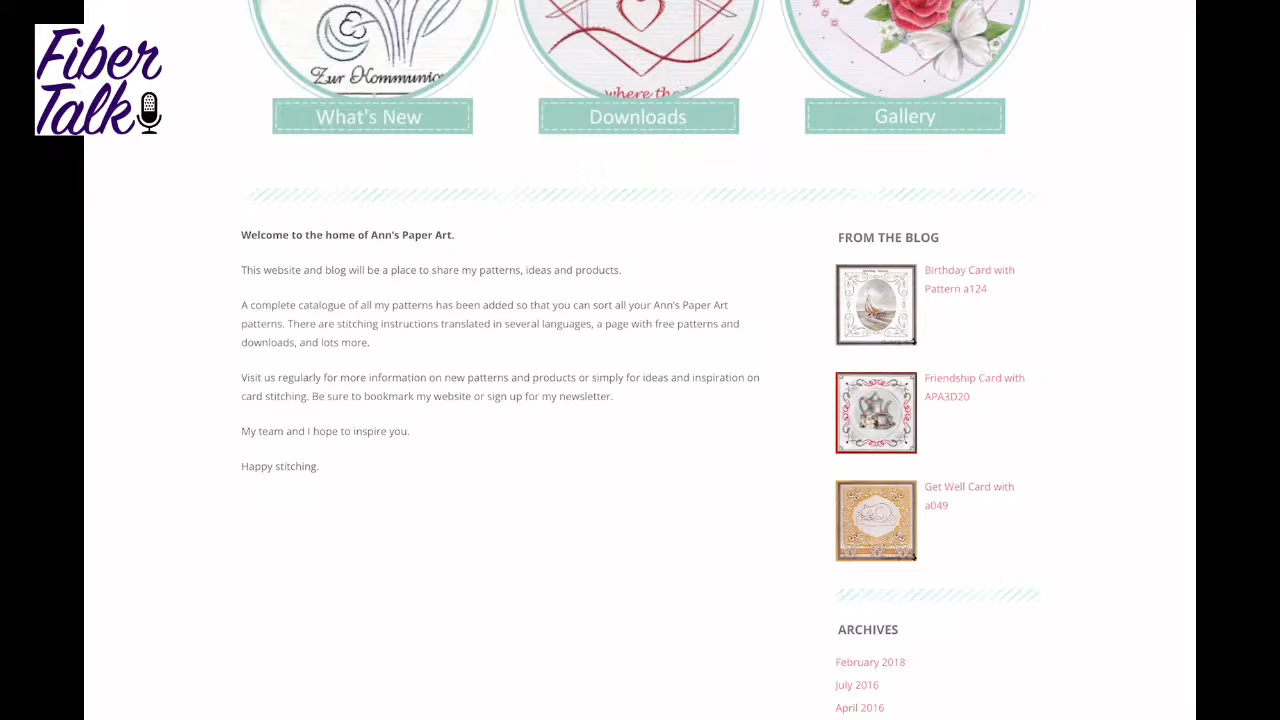 Fiber
Talk
Zur Kommunion
where the
What's New
Downloads
Gallery
Welcome to the home of Ann's Paper Art.
This website and blog will be a place to share my patterns, ideas and products.
A complete catalogue of all my patterns has been added so that you can sort all your Ann's Paper Art
patterns. There are stitching instructions translated in several languages, a page with free patterns and
downloads, and lots more.
Visit us regularly for more information on new patterns and products or simply for ideas and inspiration on
card stitching. Be sure to bookmark my website or sign up for my newsletter.
My team and I hope to inspire you.
Happy stitching.
FROM THE BLOG
Birthday Card with
Pattern a124
Friendship Card with
APA3D20
Get Well Card with
a049
ARCHIVES
February 2018
July 2016
April 2016